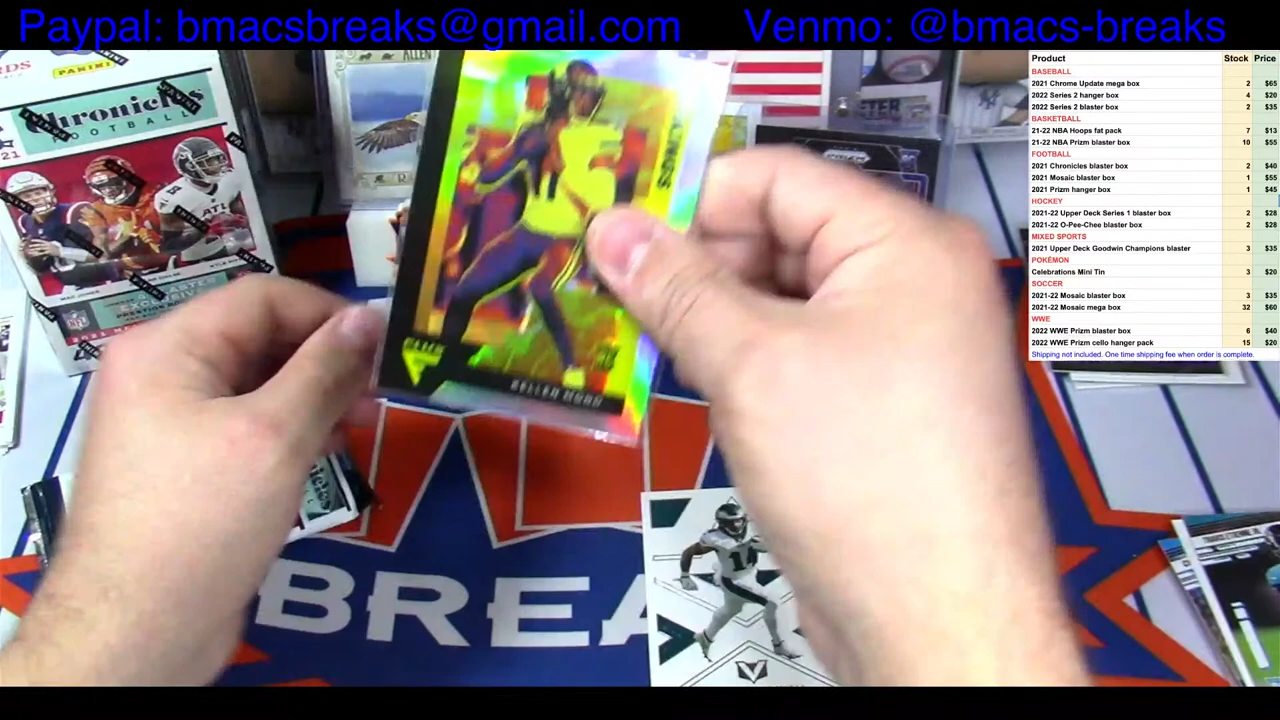 Paypal: bmacsbreaks@gmail.com Venmo: @bmacs-breaks
Product Stock Price
BASEBALL
2021 Chrome Update mega box 2 $65
2022 Series 2 hanger box 4 $20
2022 Series 2 blaster box 2 $35
BASKETBALL
21-22 NBA Hoops fat pack 7 $13
21-22 NBA Prizm blaster box 10 $55
FOOTBALL
2021 Chronicles blaster box 2 $40
2021 Mosaic blaster box 1 $55
2021 Prizm hanger box 1 $45
HOCKEY
2021-22 Upper Deck Series 1 blaster box 2 $28
2021-22 O-Pee-Chee blaster box 2 $28
MIXED SPORTS
2021 Upper Deck Goodwin Champions blaster 3 $35
POKÉMON
Celebrations Mini Tin 3 $20
SOCCER
2021-22 Mosaic blaster box 3 $35
2021-22 Mosaic mega box 32 $60
WWE
2022 WWE Prizm blaster box 6 $40
2022 WWE Prizm cello hanger pack 15 $20
Shipping not included. One time shipping fee when order is complete.
PANINI
Chronicles
FOOTBALL
ALLEN
MAC JONES
BREA